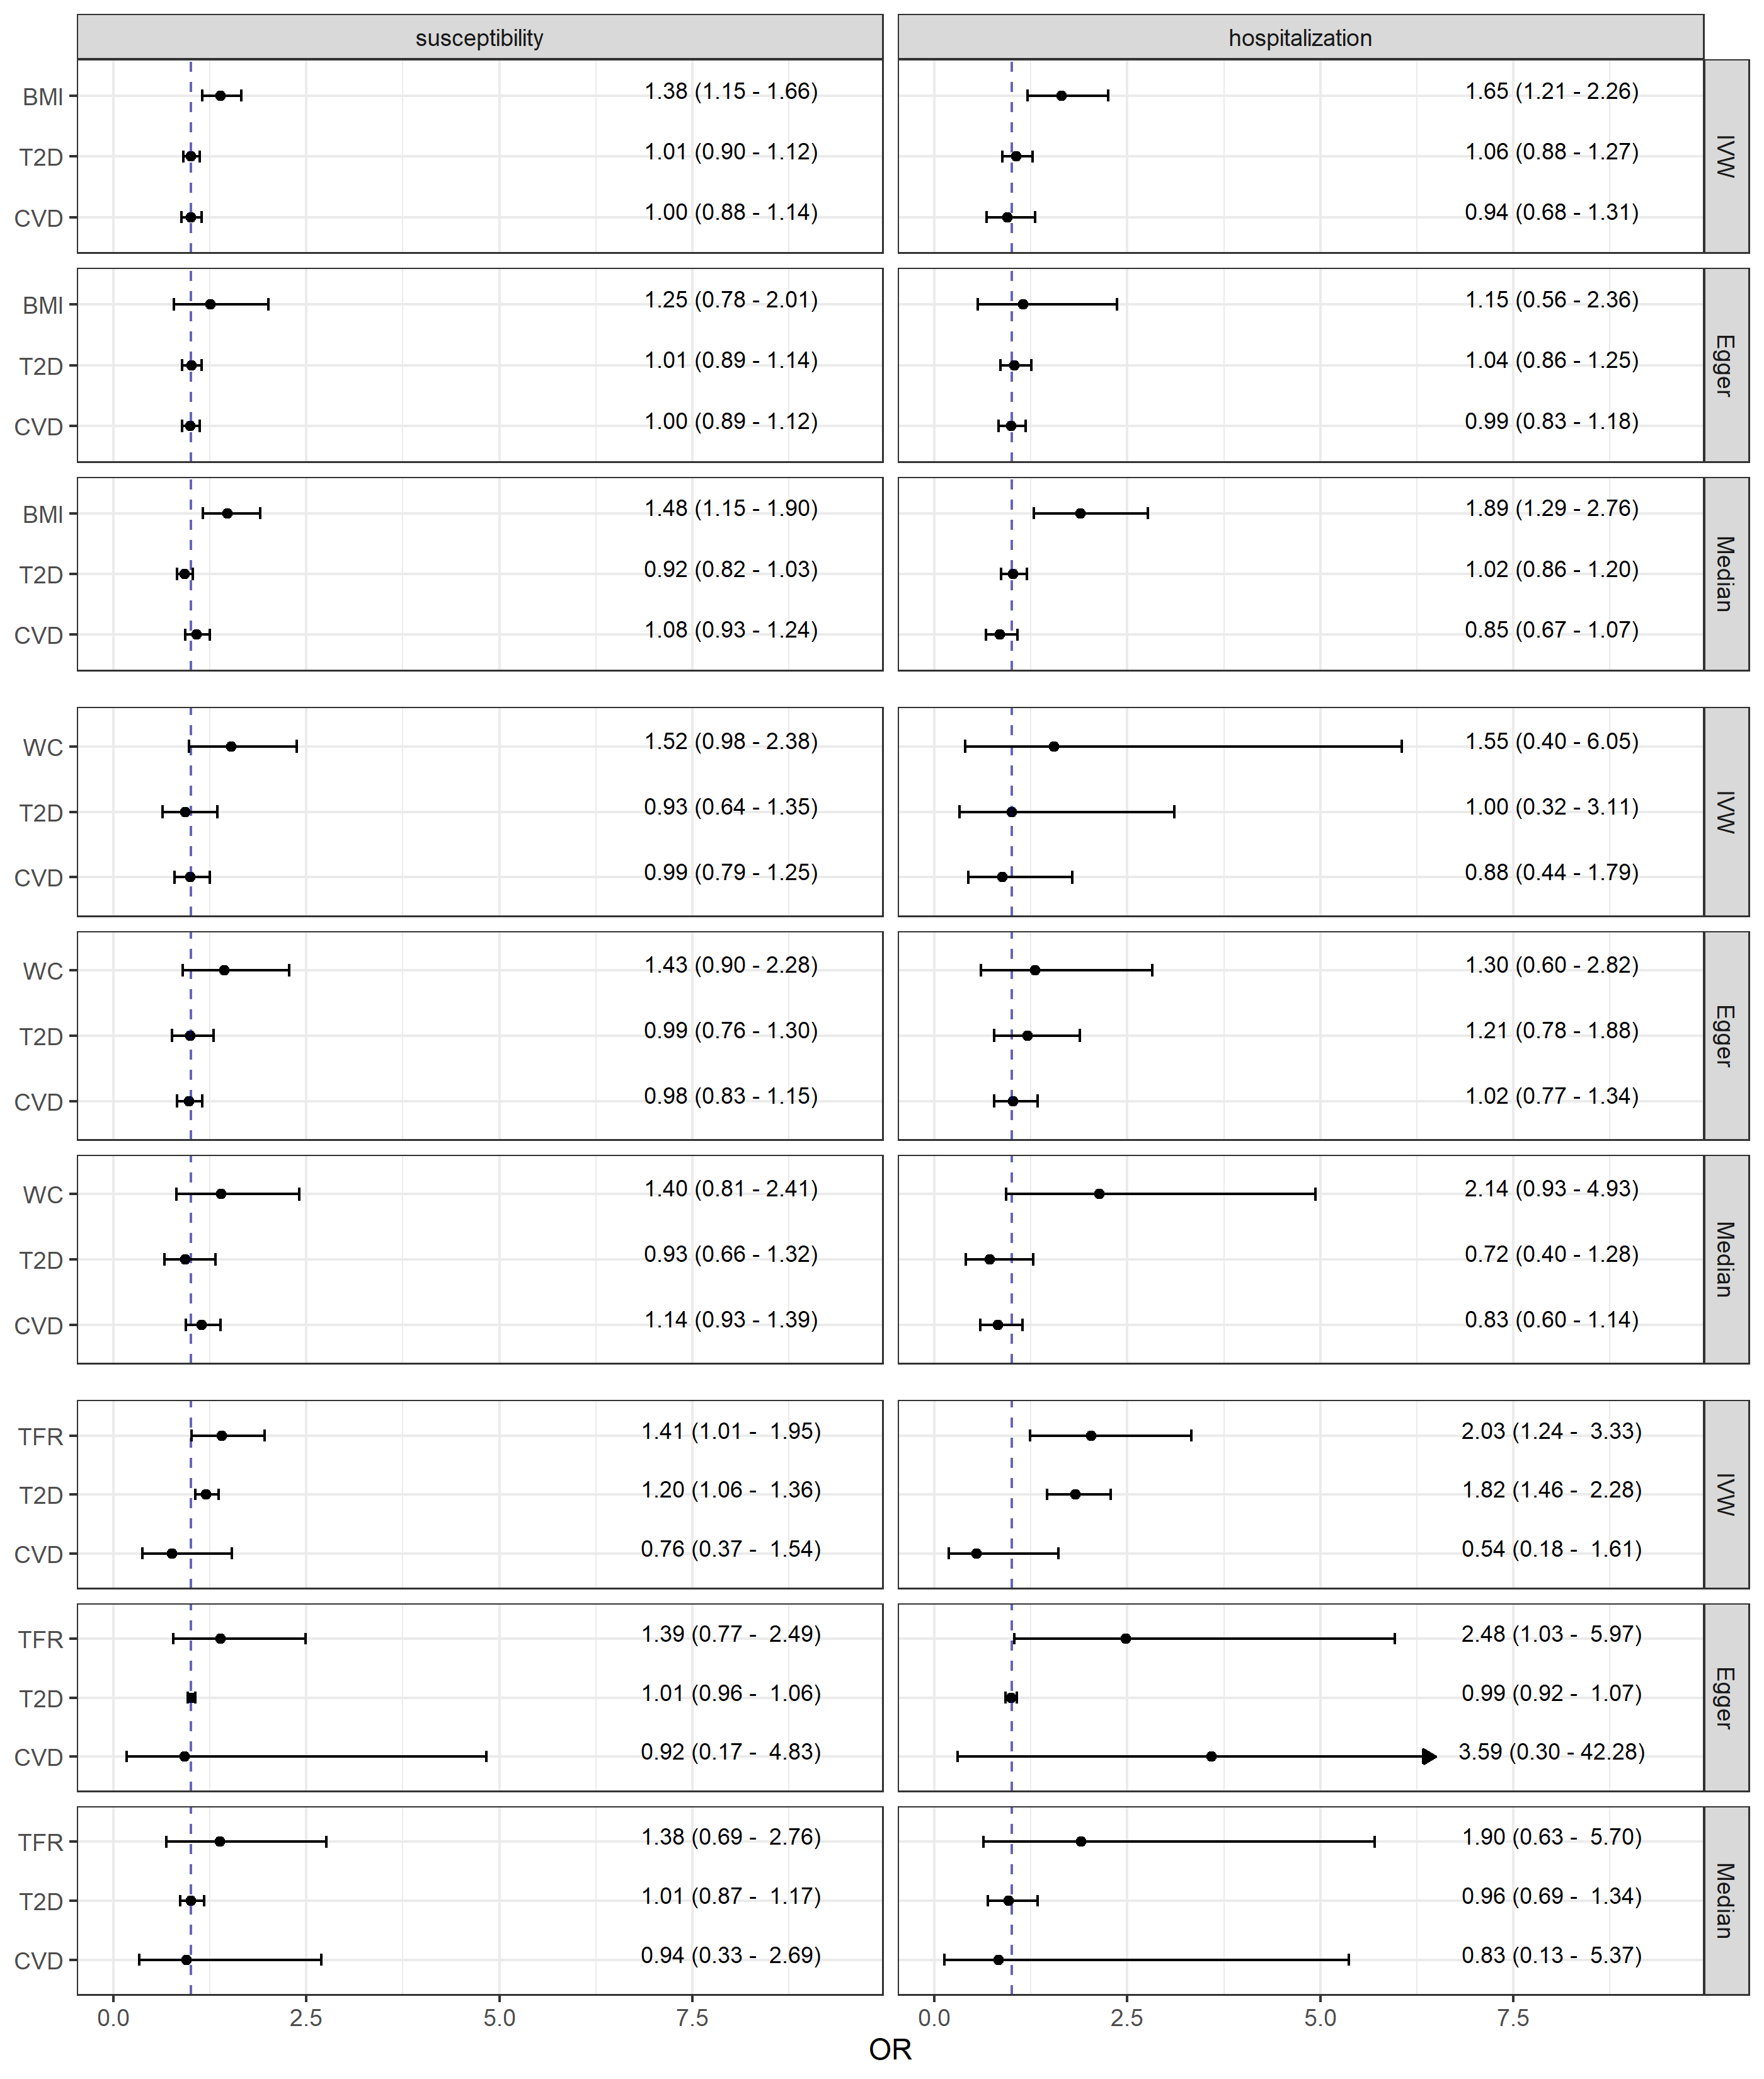 susceptibility hospitalization
BMI 1.38 (1.15 - 1.66) 1.65 (1.21 - 2.26)
T2D 1.01 (0.90 - 1.12) 1.06 (0.88 - 1.27) IVW
CVD 1.00 (0.88 - 1.14) 0.94 (0.68 - 1.31)
BMI 1.25 (0.78 - 2.01) 1.15 (0.56 - 2.36)
T2D 1.01 (0.89 - 1.14) 1.04 (0.86 - 1.25) Egger
CVD 1.00 (0.89 - 1.12) 0.99 (0.83 - 1.18)
BMI 1.48 (1.15 - 1.90) 1.89 (1.29 - 2.76)
T2D 0.92 (0.82 - 1.03) 1.02 (0.86 - 1.20) Median
CVD 1.08 (0.93 - 1.24) 0.85 (0.67 - 1.07)
WC 1.52 (0.98 - 2.38) 1.55 (0.40 - 6.05)
T2D 0.93 (0.64 - 1.35) 1.00 (0.32 - 3.11) IVW
CVD 0.99 (0.79 - 1.25) 0.88 (0.44 - 1.79)
WC 1.43 (0.90 - 2.28) 1.30 (0.60 - 2.82)
T2D 0.99 (0.76 - 1.30) 1.21 (0.78 - 1.88) Egger
CVD 0.98 (0.83 - 1.15) 1.02 (0.77 - 1.34)
WC 1.40 (0.81 - 2.41) 2.14 (0.93 - 4.93)
T2D 0.93 (0.66 - 1.32) 0.72 (0.40 - 1.28) Median
CVD 1.14 (0.93 - 1.39) 0.83 (0.60 - 1.14)
TFR 1.41 (1.01 - 1.95) 2.03 (1.24 - 3.33)
T2D 1.20 (1.06 - 1.36) 1.82 (1.46 - 2.28) IVW
CVD 0.76 (0.37 - 1.54) 0.54 (0.18 - 1.61)
TFR 1.39 (0.77 - 2.49) 2.48 (1.03 - 5.97)
T2D 1.01 (0.96 - 1.06) 0.99 (0.92 - 1.07) Egger
CVD 0.92 (0.17 - 4.83) 3.59 (0.30 - 42.28)
TFR 1.38 (0.69 - 2.76) 1.90 (0.63 - 5.70)
T2D 1.01 (0.87 - 1.17) 0.96 (0.69 - 1.34) Median
CVD 0.94 (0.33 - 2.69) 0.83 (0.13 - 5.37)
0.0 2.5 5.0 7.5 0.0 2.5 5.0 7.5
OR